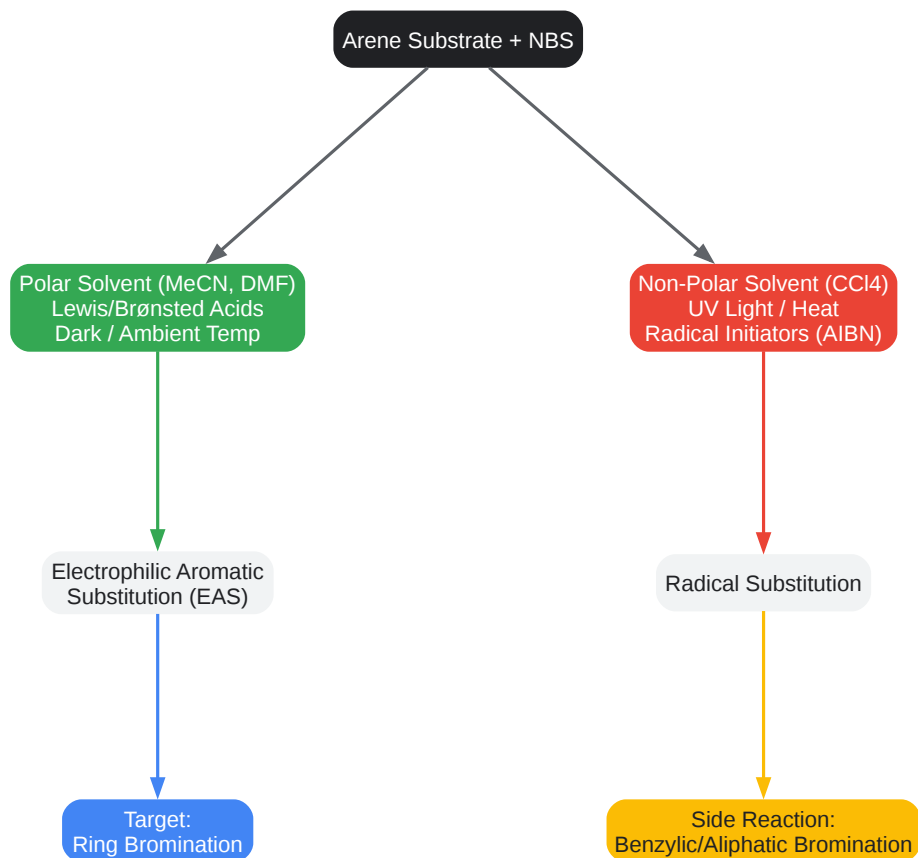 Arene Substrate + NBS
Polar Solvent (MeCN, DMF)
Lewis/Brønsted Acids
Dark / Ambient Temp
Non-Polar Solvent (CCl4)
UV Light / Heat
Radical Initiators (AIBN)
Electrophilic Aromatic
Substitution (EAS)
Radical Substitution
Target:
Ring Bromination
Side Reaction:
Benzylic/Aliphatic Bromination